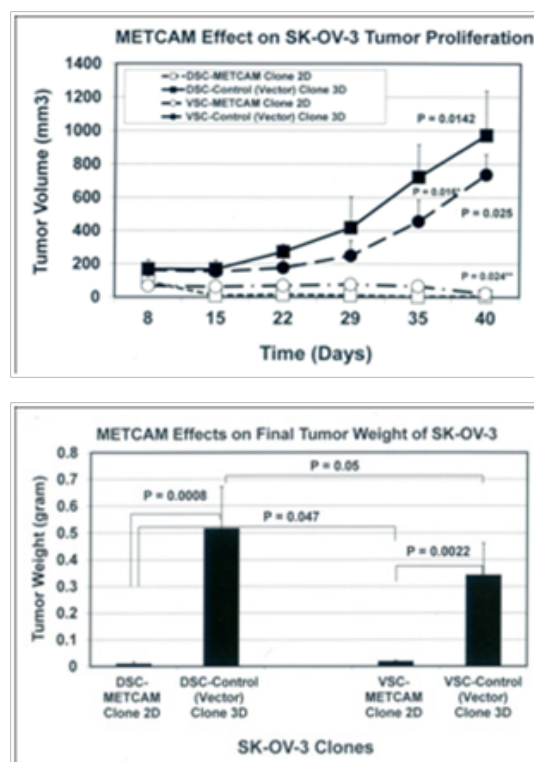 METCAM Effect on SK-OV-3 Tumor Proliferation
1400
1200
1000
800
600
400
200
0
Tumor Volume (mm3)
DSC-METCAM Clone 2D
DSC-Control (Vector) Clone 3D
VSC-METCAM Clone 2D
VSC-Control (Vector) Clone 3D
P = 0.0142
P = 0.016*
P = 0.025
P = 0.024**
8 15 22 29 35 40
Time (Days)
METCAM Effects on Final Tumor Weight of SK-OV-3
0.8
0.7
0.6
0.5
0.4
0.3
0.2
0.1
0
Tumor Weight (gram)
P = 0.05
P = 0.0008
P = 0.047
P = 0.0022
DSC-
METCAM
Clone 2D
DSC-Control
(Vector)
Clone 3D
VSC-
METCAM
Clone 2D
VSC-Control
(Vector)
Clone 3D
SK-OV-3 Clones